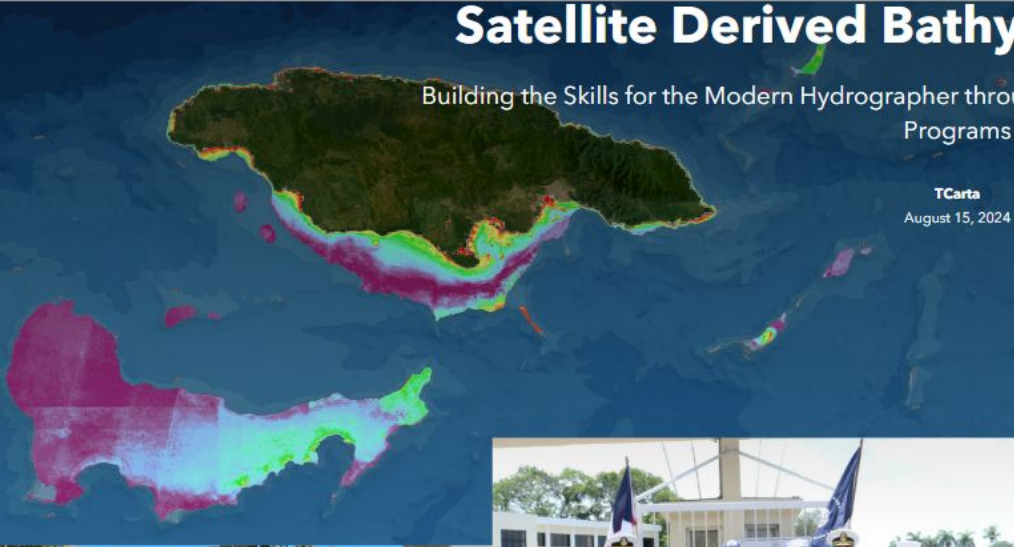 Satellite Derived Bathy
Building the Skills for the Modern Hydrographer throu
Programs
TCarta
August 15, 2024